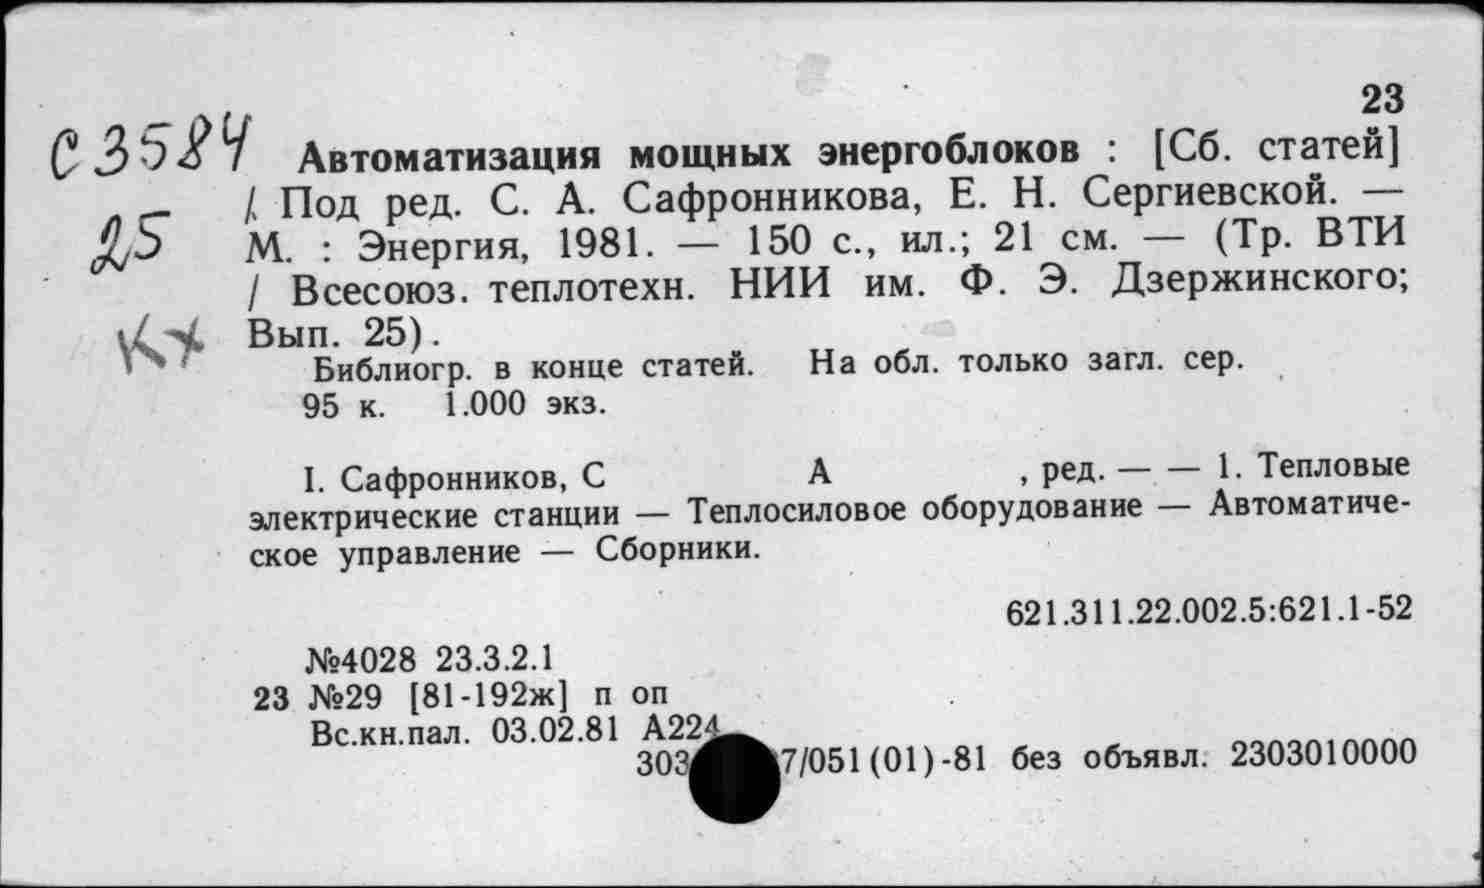 23
С3584
Автоматизация мощных энергоблоков : [Сб. статей]
/ Под ред. С. А. Сафронникова, Е. Н. Сергиевской. —
25
М. : Энергия, 1981. — 150 с., ил.; 21 см. — (Тр. ВТИ
/ Всесоюз. теплотехн. НИИ им. Ф. Э. Дзержинского;
Вып. 25).
Библиогр. в конце статей. На обл. только загл. сер.
95 к. 1.000 экз.
I. Сафронников, С А , ред. — — 1. Тепловые
электрические станции — Теплосиловое оборудование — Автоматиче-
ское управление — Сборники.
621.311.22.002.5:621.1-52
№4028 23.3.2.1
23 №29 [81-192ж] п оп
Вс.кн.пал. 03.02.81 А224
303 7/051(01)-81 без объявл. 2303010000